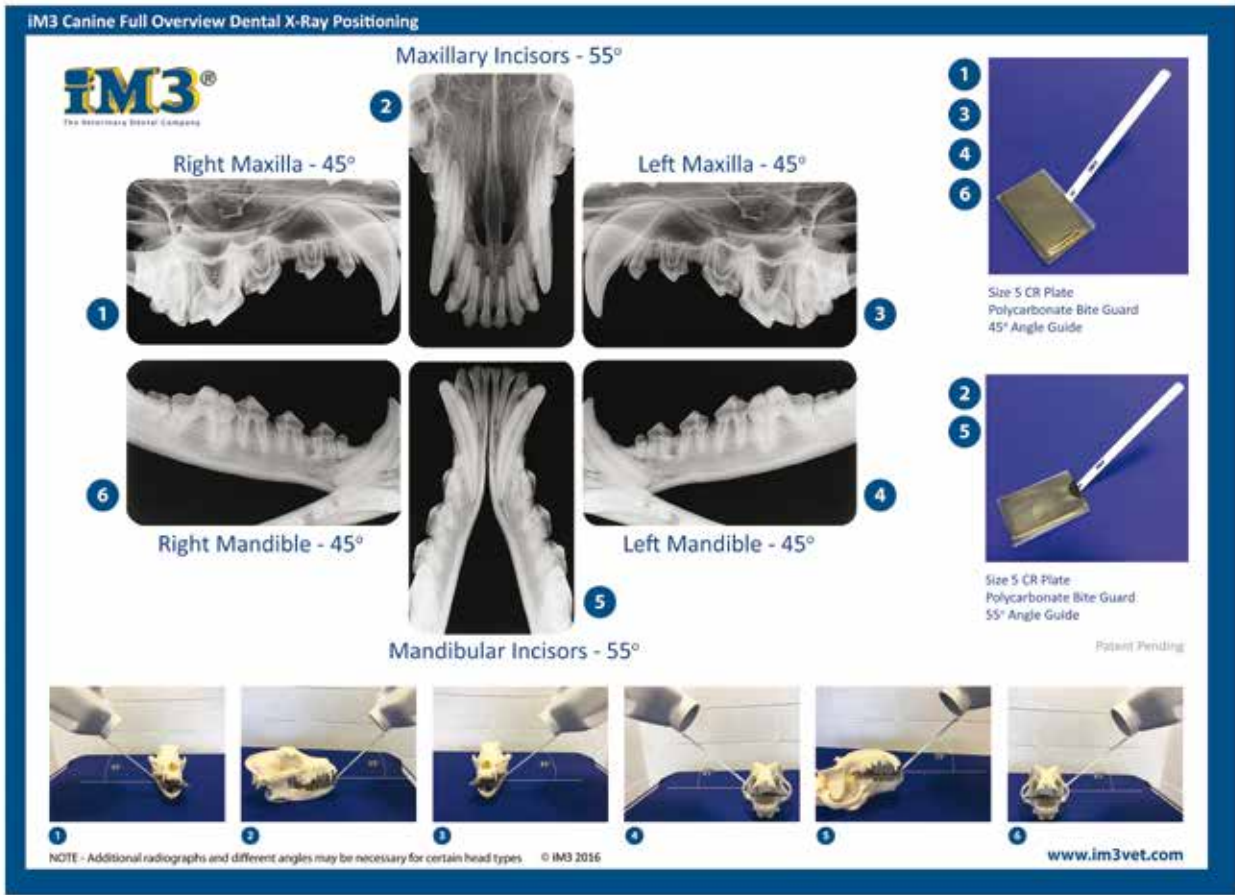 iM3 Canine Full Overview Dental X-Ray Positioning
iM3®
The Veterinary Dental Company
Maxillary Incisors - 55°
2
Right Maxilla - 45°
Left Maxilla - 45°
1
3
6
4
Right Mandible - 45°
Left Mandible - 45°
5
Mandibular Incisors - 55°
1
3
4
6
Size 5 CR Plate
Polycarbonate Bite Guard
45° Angle Guide
2
5
Size 5 CR Plate
Polycarbonate Bite Guard
55° Angle Guide
Patent Pending
1
2
3
4
5
6
NOTE - Additional radiographs and different angles may be necessary for certain head types © iM3 2016
www.im3vet.com